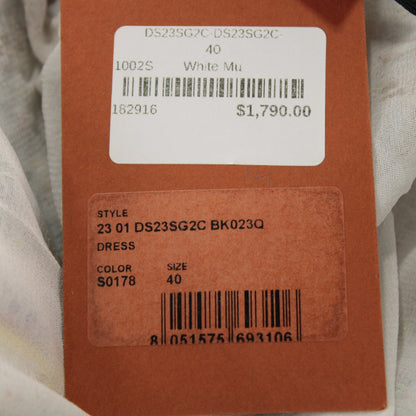 DS23SG2C-DS23SG2C-
40
1002S White Mu
182916 $1,790.00
STYLE
23 01 DS23SG2C BK023Q
DRESS
COLOR SIZE
S0178 40
8 051575 693106